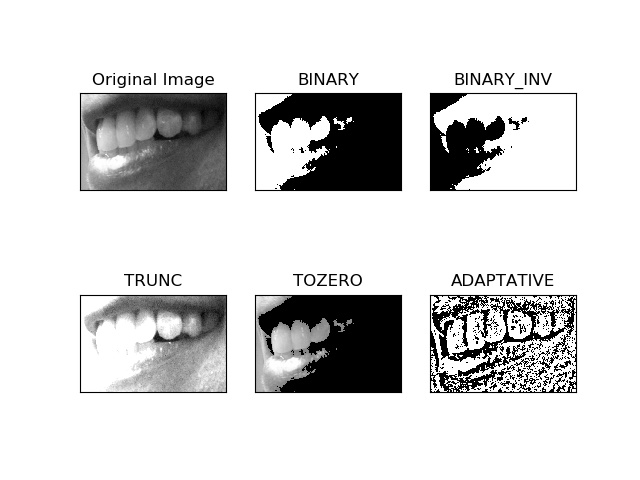 Original Image
BINARY
BINARY_INV
TRUNC
TOZERO
ADAPTATIVE